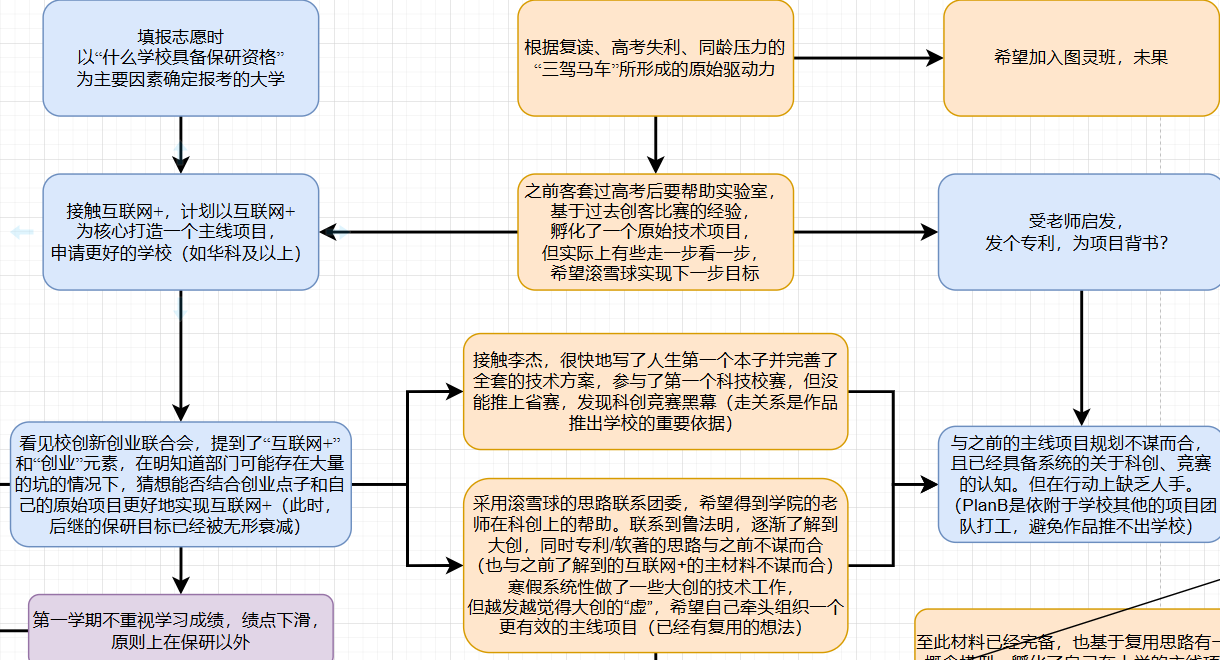 填报志愿时
以“什么学校具备保研资格”
为主要因素确定报考的大学
根据复读、高考失利、同龄压力的
“三驾马车”所形成的原始驱动力
希望加入图灵班，未果
接触互联网+，计划以互联网+
为核心打造一个主线项目，
申请更好的学校（如华科及以上）
之前客套过高考后要帮助实验室，
基于过去创客比赛的经验，
孵化了一个原始技术项目，
但实际上有些走一步看一步，
希望滚雪球实现下一步目标
受老师启发，
发个专利，为项目背书？
接触李杰，很快地写了人生第一个本子并完善了
全套的技术方案，参与了第一个科技校赛，但没
能推上省赛，发现科创竞赛黑幕（走关系是作品
推出学校的重要依据）
看见校创新创业联合会，提到了“互联网+”
和“创业”元素，在明知道部门可能存在大量
的坑的情况下，猜想能否结合创业点子和自
己的原始项目更好地实现互联网+（此时，
后继的保研目标已经被无形衰减）
采用滚雪球的思路联系团委，希望得到学院的老
师在科创上的帮助。联系到鲁法明，逐渐了解到
大创，同时专利/软著的思路与之前不谋而合
（也与之前了解到的互联网+的主材料不谋而合）
寒假系统性做了一些大创的技术工作，
但越发越觉得大创的“虚”，希望自己牵头组织一个
更有效的主线项目（已经有复用的想法）
与之前的主线项目规划不谋而合，
且已经具备系统的关于科创、竞赛
的认知。但在行动上缺乏人手。
（PlanB是依附于学校其他的项目团
队打工，避免作品推不出学校）
第一学期不重视学习成绩，绩点下滑，
原则上在保研以外
至此材料已经完备，也基于复用思路有一